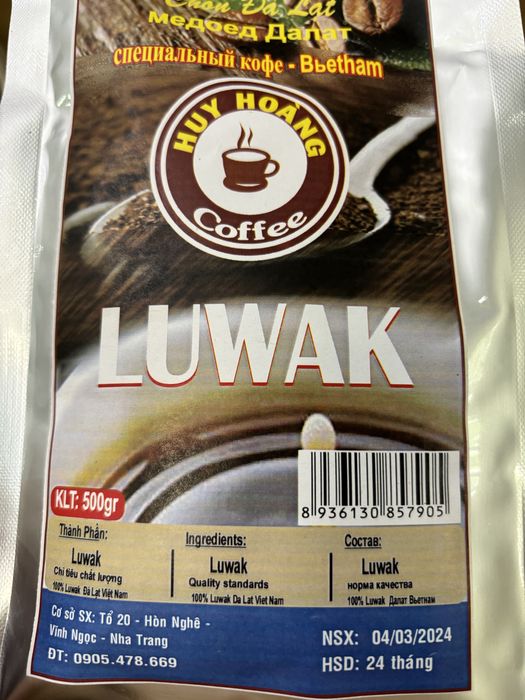 Chồn Đà Lạt
медоед Далат
специальный кофе - Вьетнам
HUY HOÀNG
Coffee
LUWAK
KLT: 500gr
8 936130 857905
Thành Phần:
Luwak
Chỉ tiêu chất lượng
100% Luwak Đà Lạt Việt Nam
Ingredients:
Luwak
Quality standards
100% Luwak Da Lat Viet Nam
Состав:
Luwak
норма качества
100% Luwak Далат Вьетнам
Cơ sở SX: Tổ 20 - Hòn Nghê -
Vĩnh Ngọc - Nha Trang
ĐT: 0905.478.669
NSX: 04/03/2024
HSD: 24 tháng